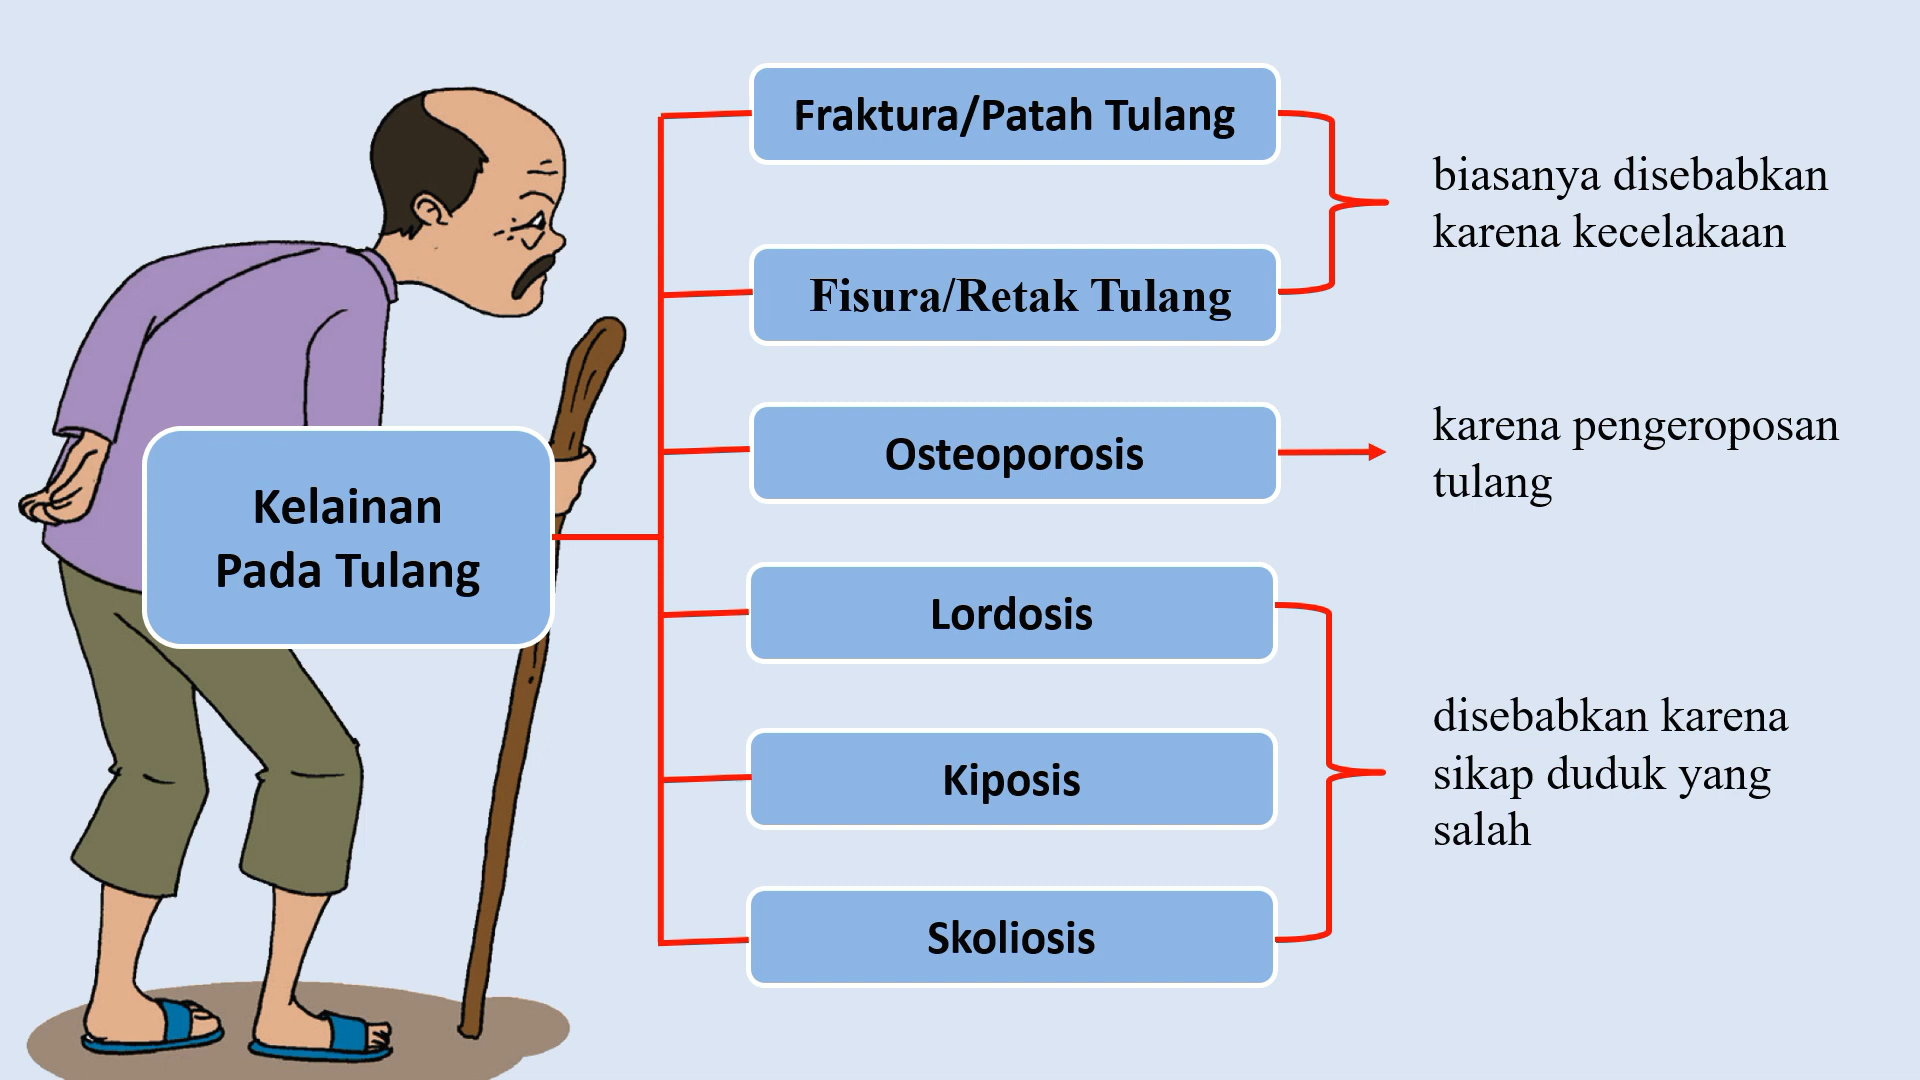 Kelainan
Pada Tulang
Fraktura/Patah Tulang
Fisura/Retak Tulang
biasanya disebabkan
karena kecelakaan
Osteoporosis
karena pengeroposan
tulang
Lordosis
Kiposis
Skoliosis
disebabkan karena
sikap duduk yang
salah